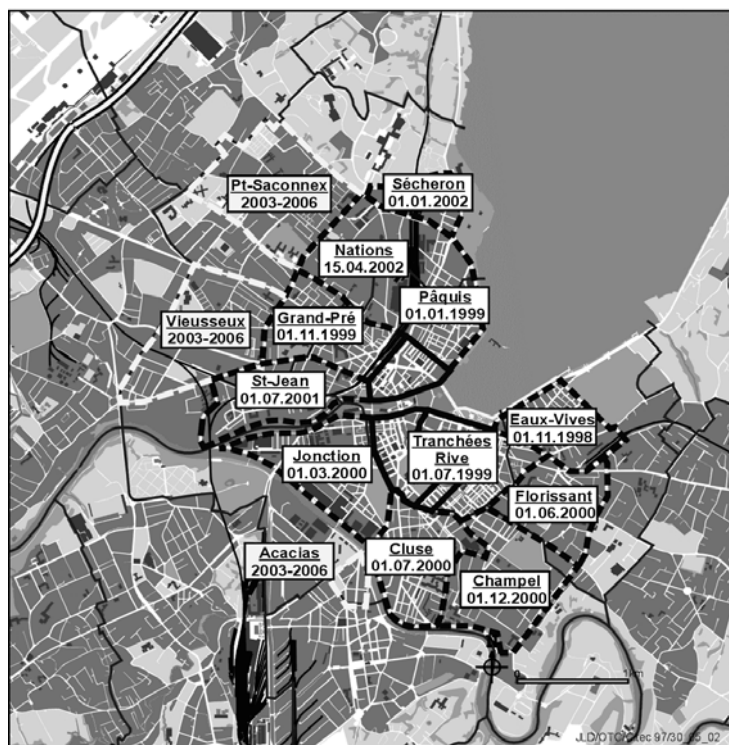 Pt-Saconnex
2003-2006
Sécheron
01.01.2002
Nations
15.04.2002
Pâquis
01.01.1999
Vieusseux
2003-2006
Grand-Pré
01.11.1999
St-Jean
01.07.2001
Eaux-Vives
01.11.1998
Tranchées
Rive
01.07.1999
Jonction
01.03.2000
Florissant
01.06.2000
Acacias
2003-2006
Cluse
01.07.2000
Champel
01.12.2000
0 1km